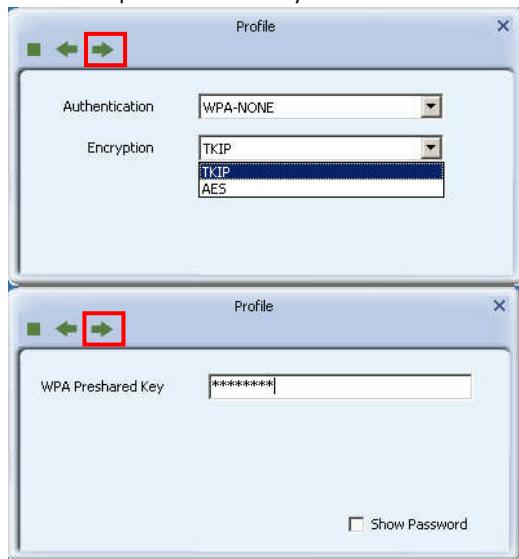 Profile
Authentication WPA-NONE
Encryption TKIP
TKIP
AES
Profile
WPA Preshared Key ********
Show Password